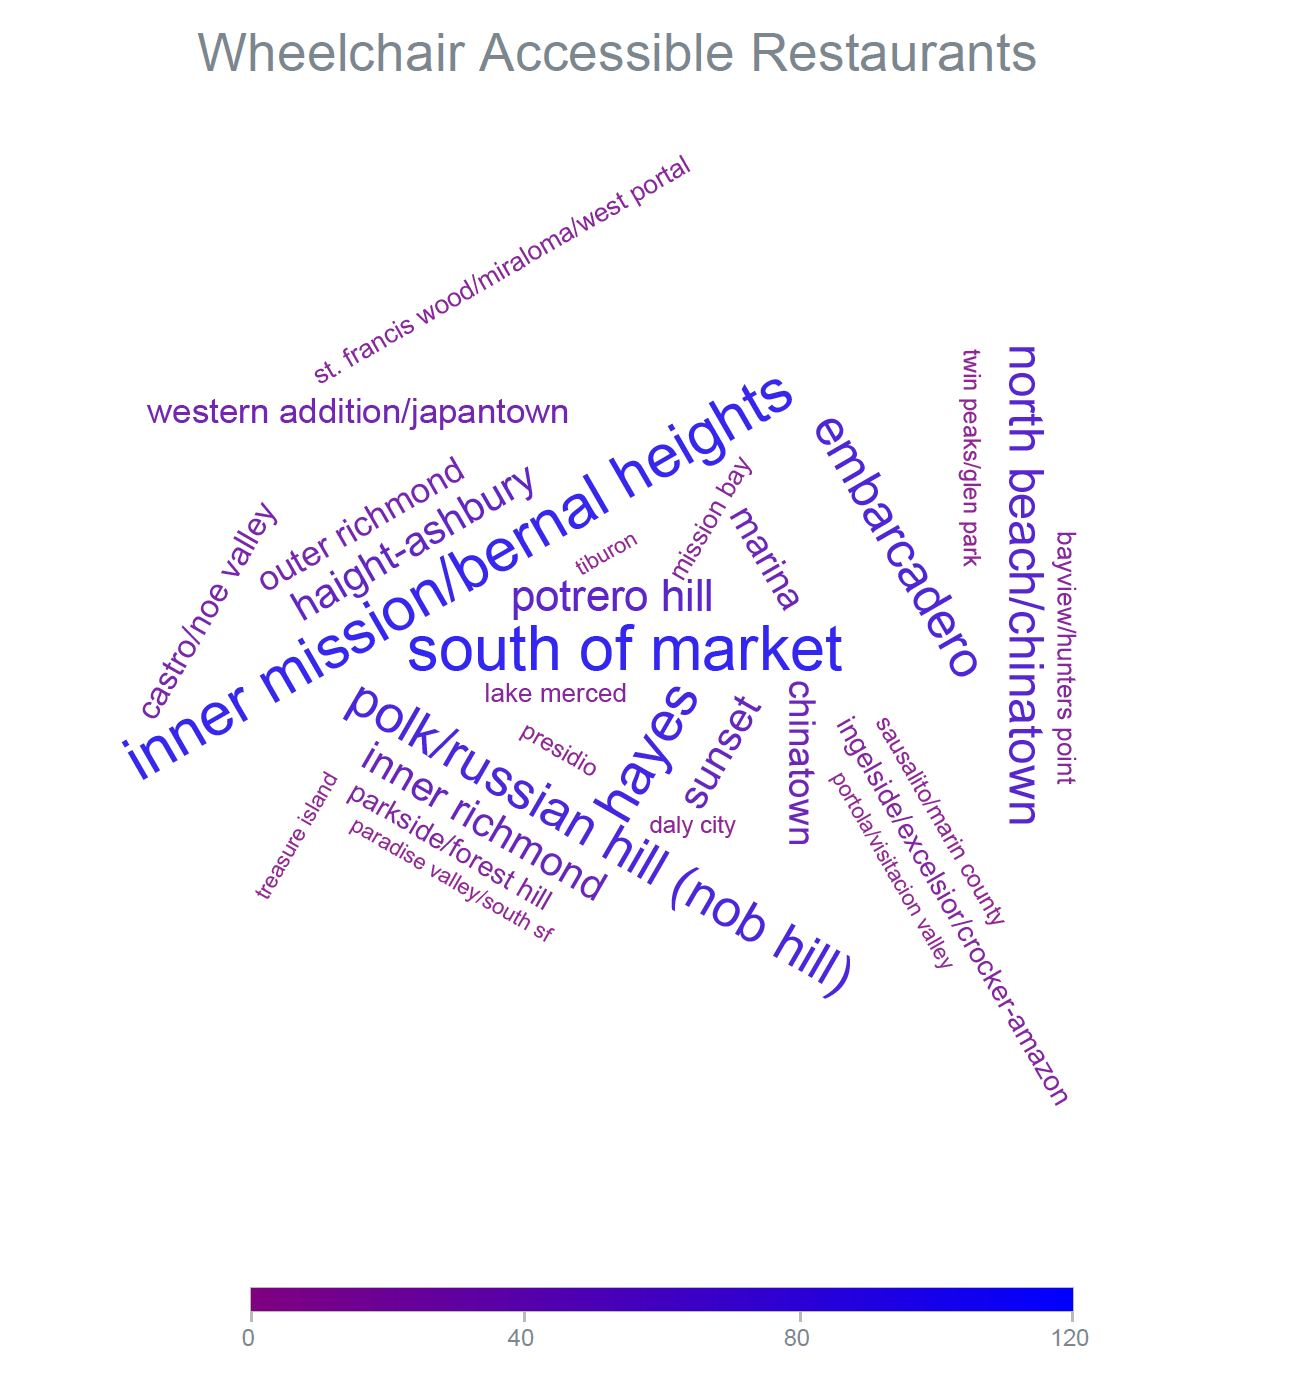 Wheelchair Accessible Restaurants
st. francis wood/miraloma/west portal
western addition/japantown
inner mission/bernal heights
embarcadero
twin peaks/glen park
north beach/chinatown
bayview/hunters point
outer richmond
haight-ashbury
castro/noe valley
tiburon
mission bay
marina
potrero hill
south of market
lake merced
polk/russian hill (nob hill)
presidio
hayes
sunset
chinatown
inner richmond
parkside/forest hill
paradise valley/south sf
treasure island
daly city
sausalito/marin county
ingelside/excelsior/crocker-amazon
portola/visitacion valley
0 40 80 120